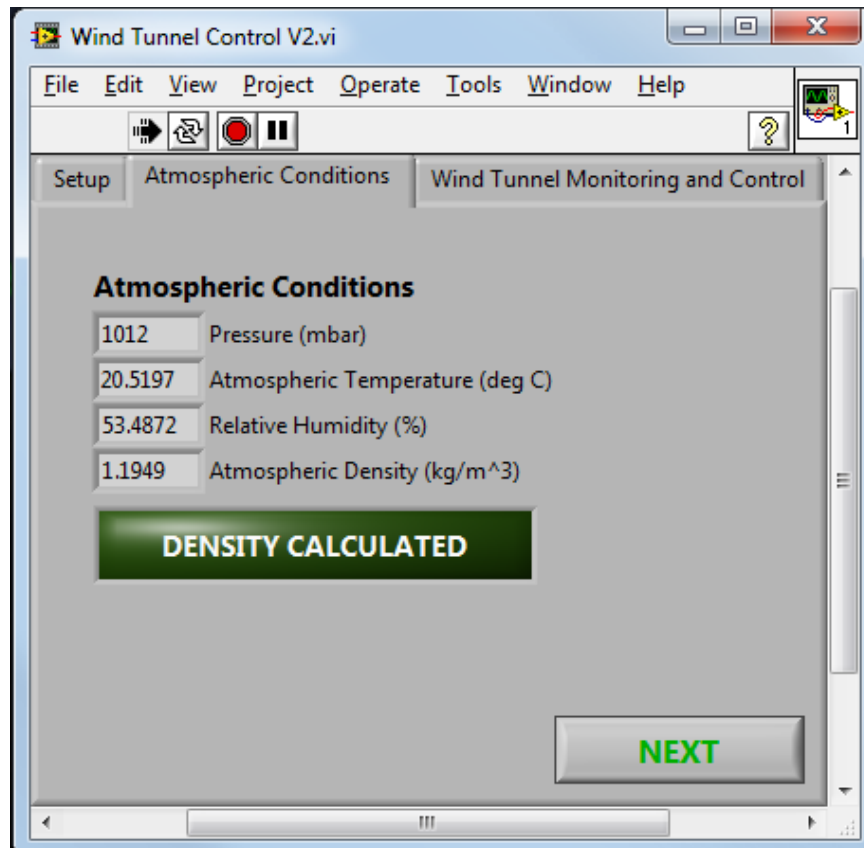 Wind Tunnel Control V2.vi
File Edit View Project Operate Tools Window Help
? 1
Setup Atmospheric Conditions Wind Tunnel Monitoring and Control
Atmospheric Conditions
1012 Pressure (mbar)
20.5197 Atmospheric Temperature (deg C)
53.4872 Relative Humidity (%)
1.1949 Atmospheric Density (kg/m^3)
DENSITY CALCULATED
NEXT